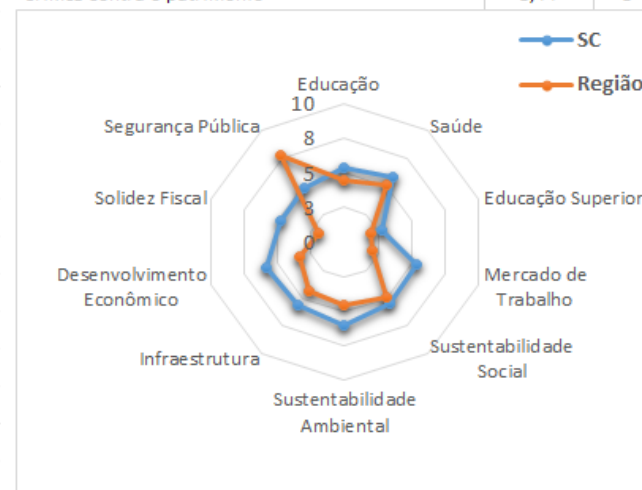 SC
Região
Educação
10
8
5
3
0
Segurança Pública
Saúde
Solidez Fiscal
Educação Superior
Desenvolvimento
Econômico
Mercado de
Trabalho
Infraestrutura
Sustentabilidade
Social
Sustentabilidade
Ambiental